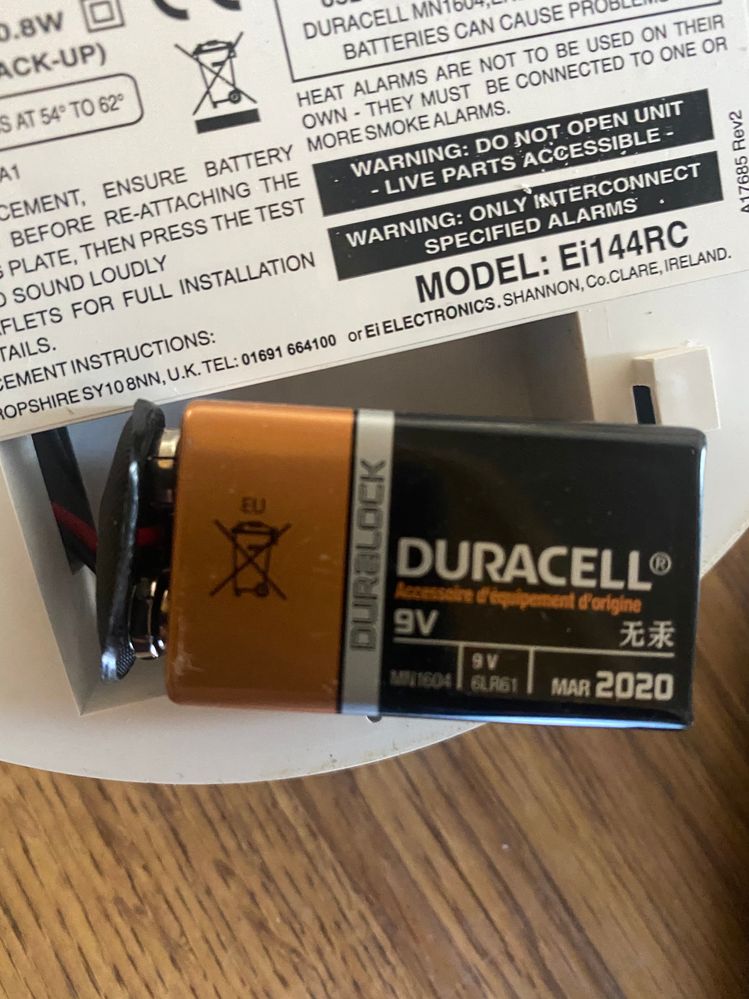 0.8W
ACK-UP)
S AT 54° TO 62°
DURACELL MN1604,
BATTERIES CAN CAUSE PROBLEMS
HEAT ALARMS ARE NOT TO BE USED ON THEIR
OWN - THEY MUST BE CONNECTED TO ONE OR
MORE SMOKE ALARMS.
WARNING: DO NOT OPEN UNIT
- LIVE PARTS ACCESSIBLE -
WARNING: ONLY INTERCONNECT
SPECIFIED ALARMS
MODEL: Ei144RC
Ei ELECTRONICS. SHANNON, Co.CLARE, IRELAND.
A17685 Rev2
A1
CEMENT, ENSURE BATTERY
BEFORE RE-ATTACHING THE
G PLATE, THEN PRESS THE TEST
D SOUND LOUDLY
FLETS FOR FULL INSTALLATION
TAILS.
CEMENT INSTRUCTIONS:
ROPSHIRE SY10 8NN, U.K. TEL: 01691 664100 or
EU
DURALOCK
DURACELL®
Accessoire d'équipement d'origine
9V
无汞
MN1604
9 V
6LR61
MAR 2020